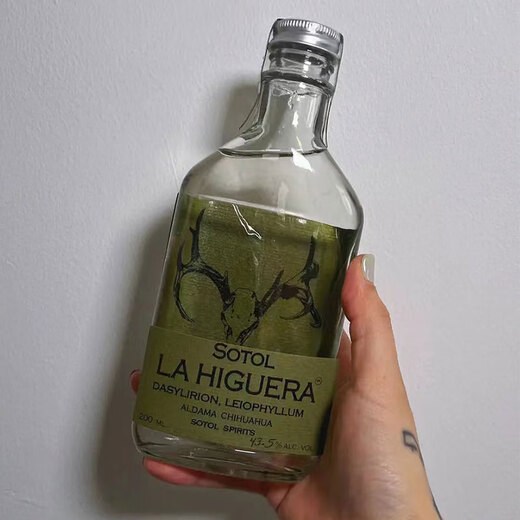 SOTOL
LA HIGUERA
DASYLIRION, LEIOPHYLLUM
ALDAMA CHIHUAHUA
SOTOL SPIRITS
200 ML.
43.5% ALC. VOL.